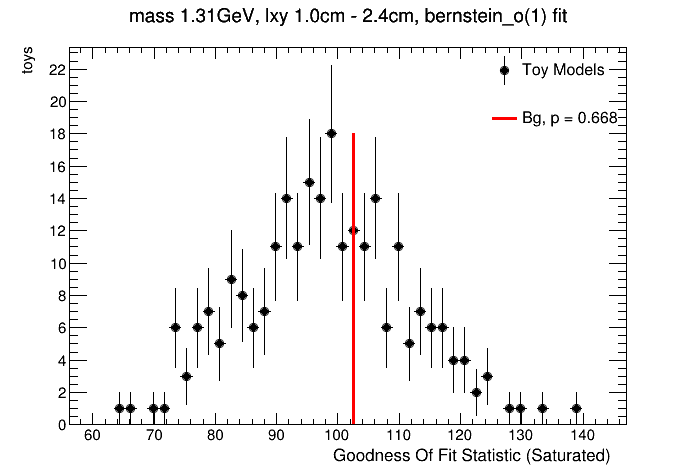 mass 1.31GeV, lxy 1.0cm - 2.4cm, bernstein_o(1) fit
toys
Toy Models
Bg, p = 0.668
22
20
18
16
14
12
10
8
6
4
2
0
60 70 80 90 100 110 120 130 140
Goodness Of Fit Statistic (Saturated)